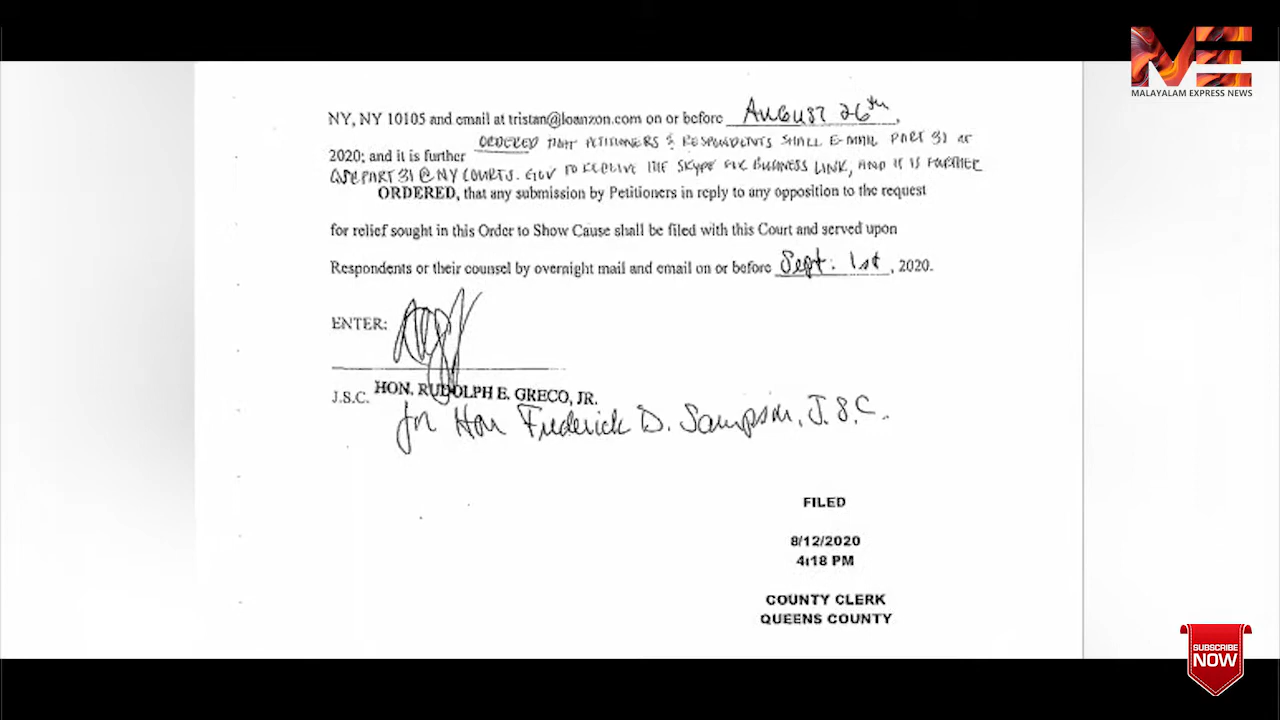 ME
MALAYALAM EXPRESS NEWS
NY, NY 10105 and email at tristan@loanzon.com on or before AUGUST 26th,
ORDERED THAT PETITIONERS & RESPONDENTS SHALL E-MAIL PART 31 AT
2020; and it is further
QSCPART31@NYCOURTS.GOV TO RECEIVE THE SKYPE FOR BUSINESS LINK, AND IT IS FURTHER
ORDERED, that any submission by Petitioners in reply to any opposition to the request
for relief sought in this Order to Show Cause shall be filed with this Court and served upon
Respondents or their counsel by overnight mail and email on or before Sept. 1st, 2020.
ENTER:
J.S.C. HON. RUDOLPH E. GRECO, JR.
for Hon Frederick D. Sampson, J.S.C.
FILED
8/12/2020
4:18 PM
COUNTY CLERK
QUEENS COUNTY
SUBSCRIBE
NOW